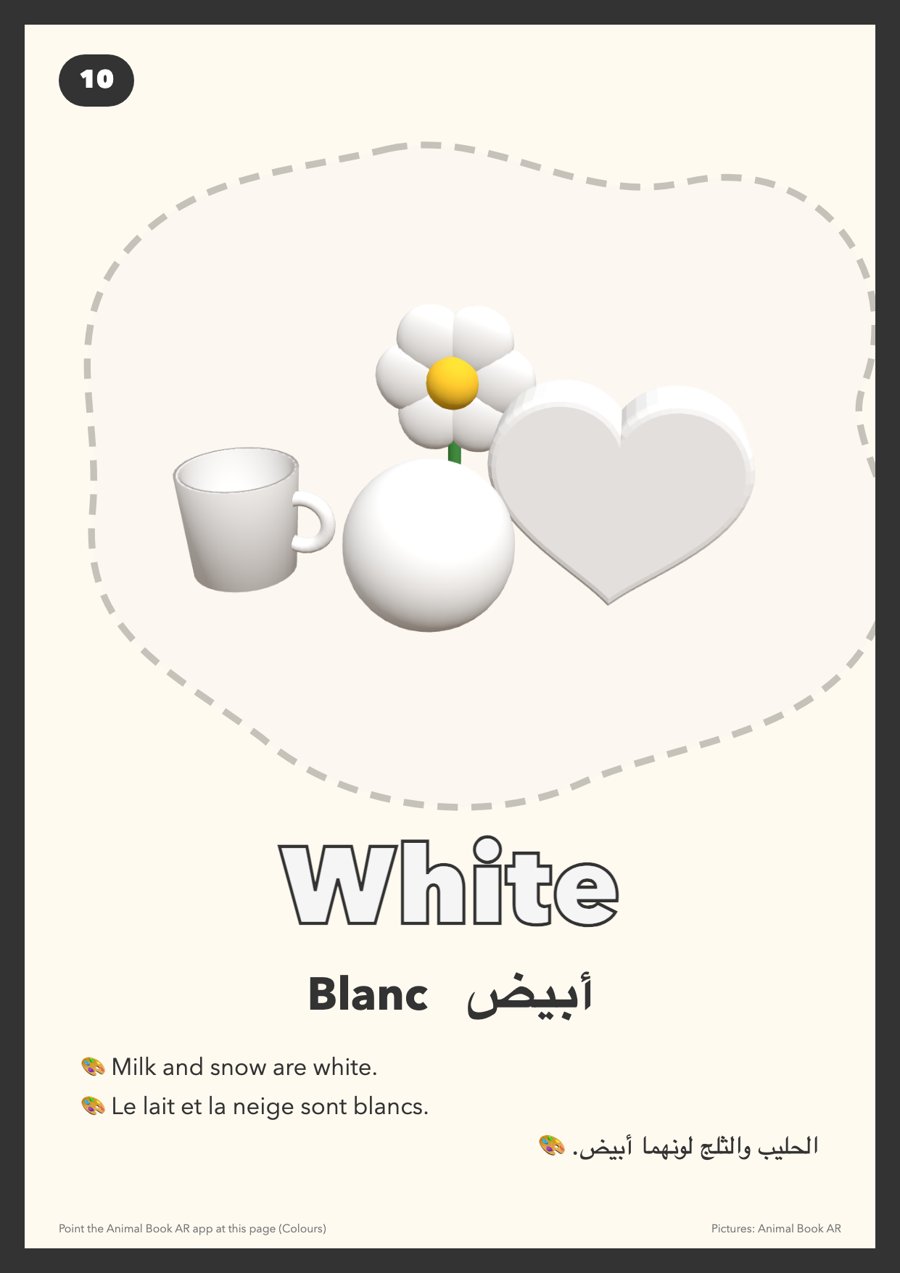 10
White
Blanc أبيض
🎨 Milk and snow are white.
🎨 Le lait et la neige sont blancs.
🎨 الحليب والثلج لونهما أبيض.
Point the Animal Book AR app at this page (Colours)
Pictures: Animal Book AR